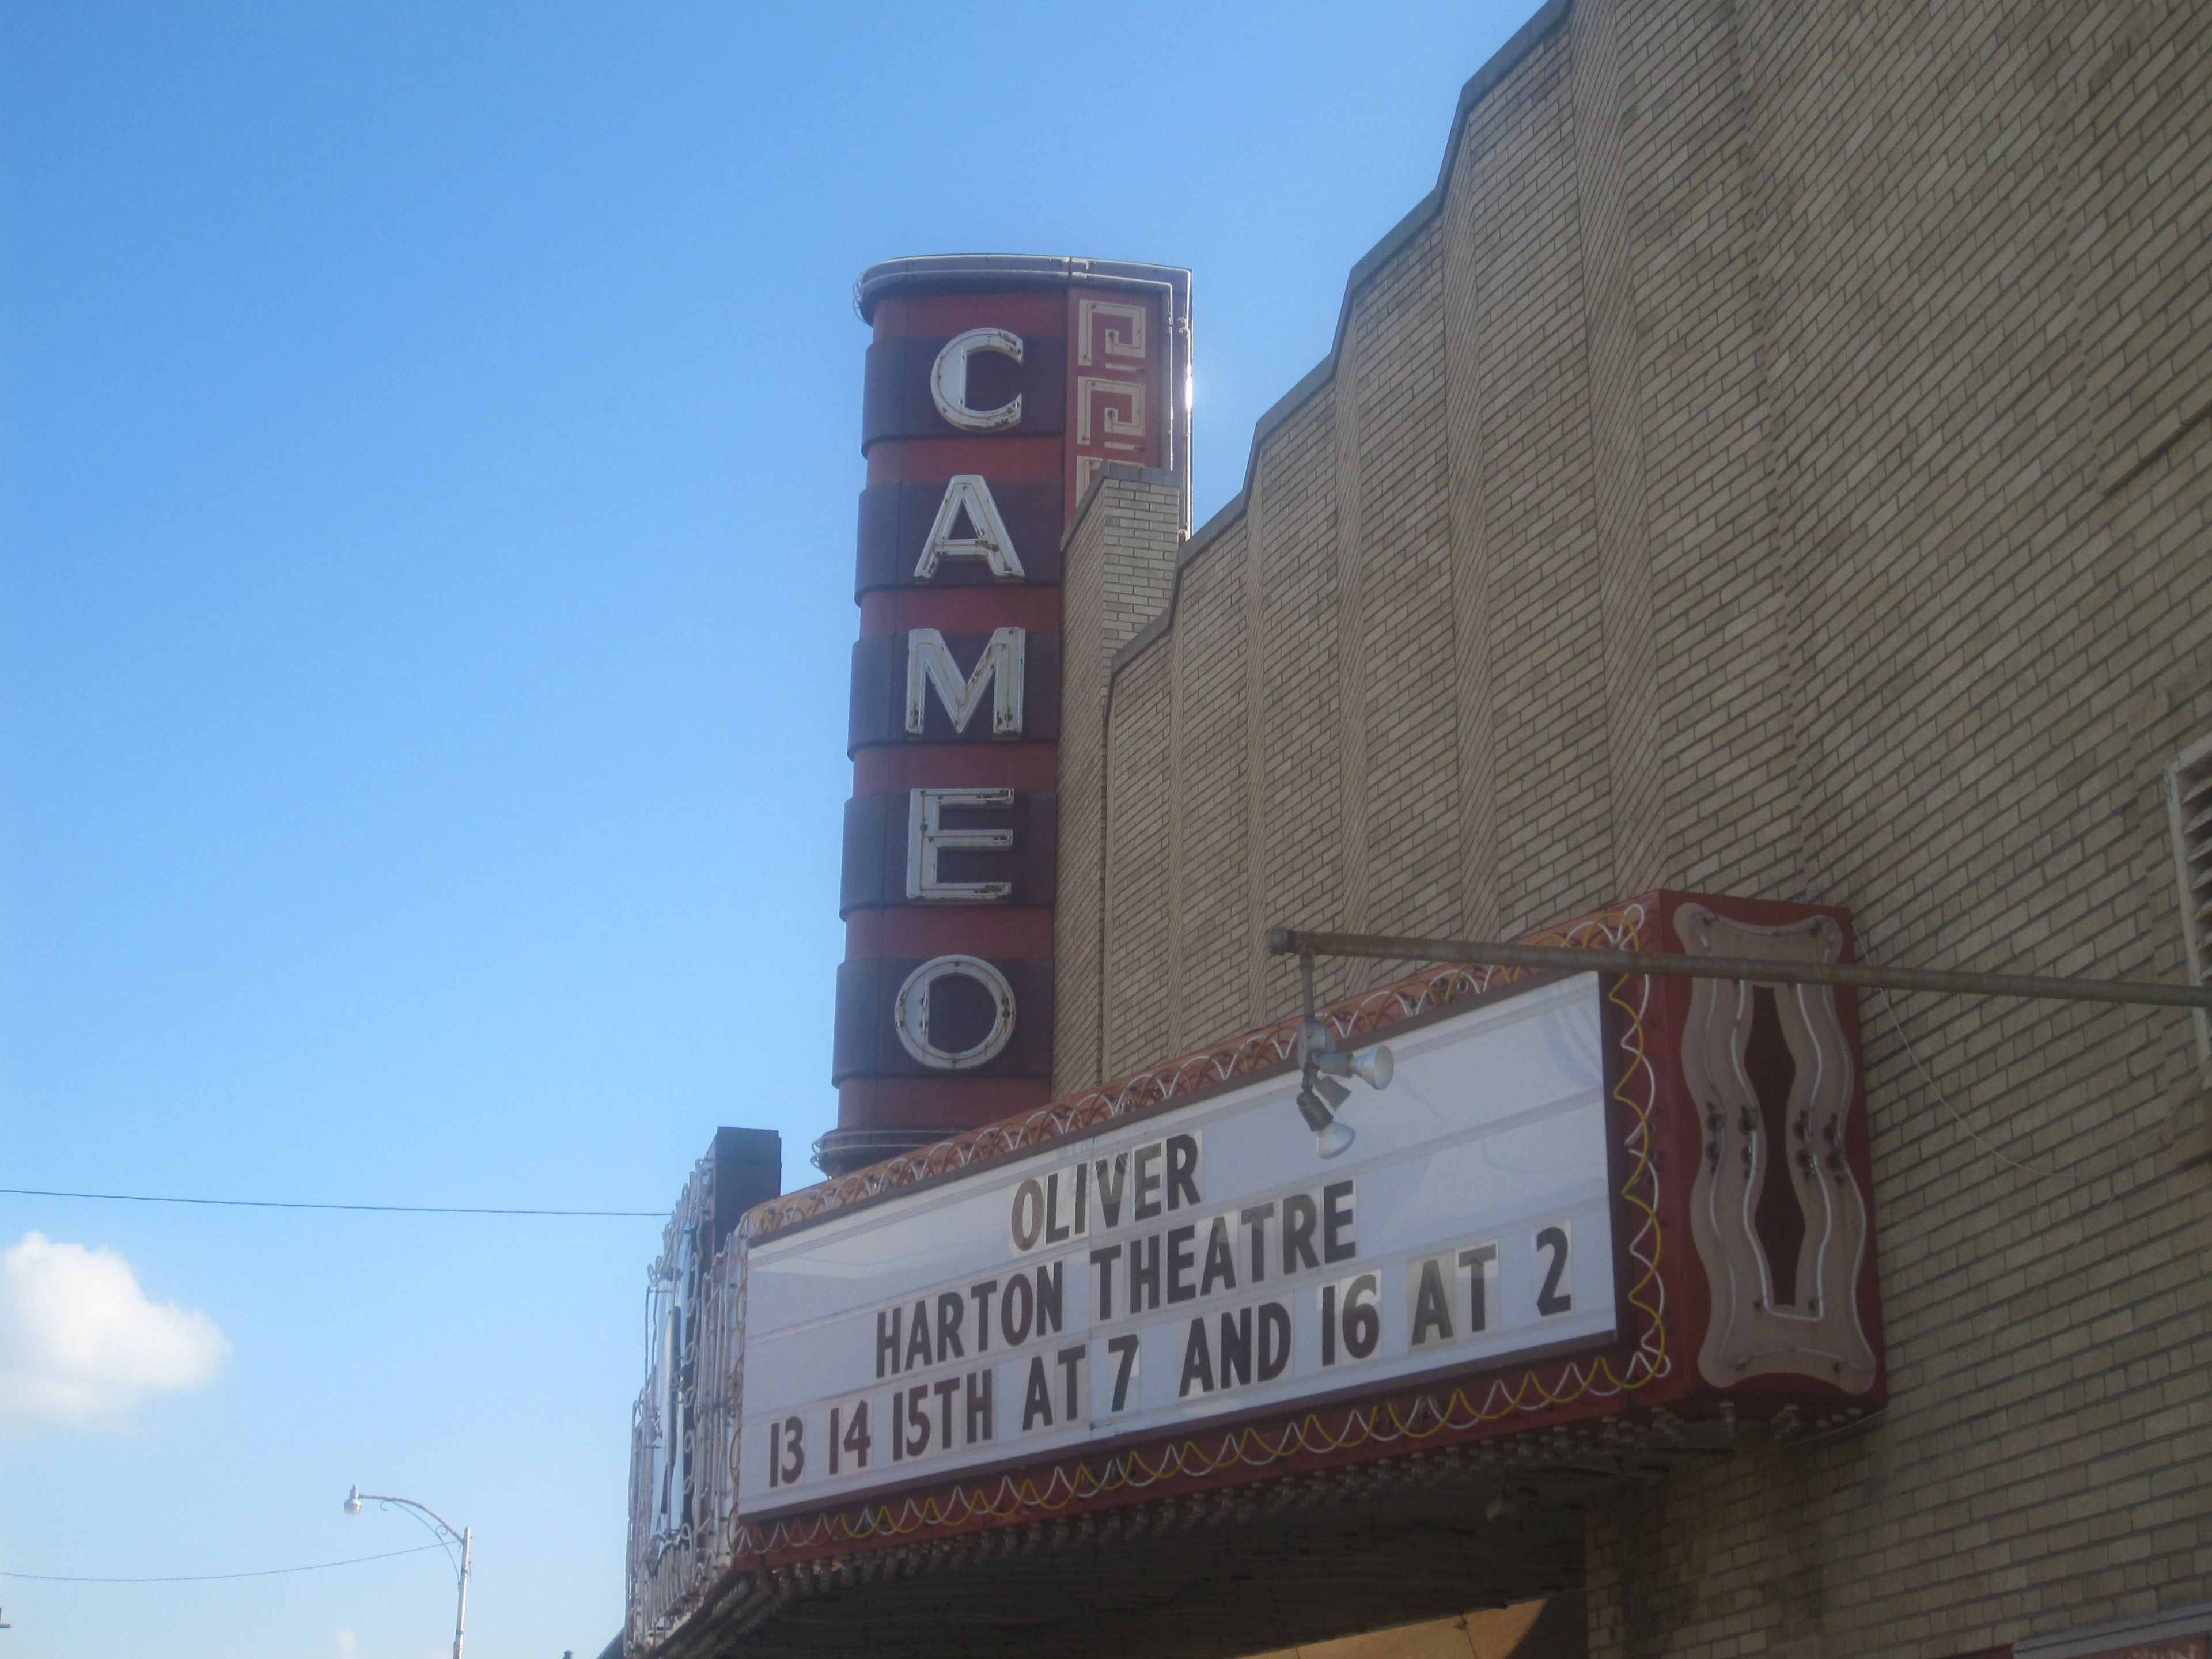 CAMEO
OLIVER
HARTON THEATRE
13 14 15TH AT 7 AND 16 AT 2